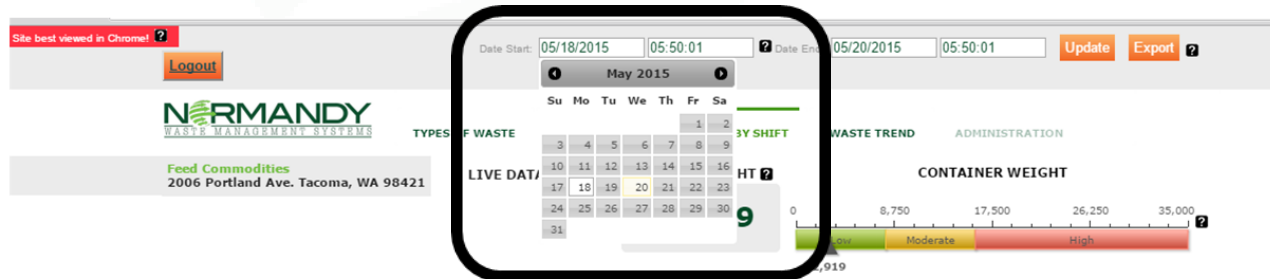 Site best viewed in Chrome! ?
Date Start: 05/18/2015 05:50:01 ? Date En 05/20/2015 05:50:01 Update Export ?
Logout
May 2015
Su Mo Tu We Th Fr Sa
1 2
3 4 5 6 7 8 9
10 11 12 13 14 15 16
17 18 19 20 21 22 23
24 25 26 27 28 29 30
31
NORMANDY
WASTE MANAGEMENT SYSTEMS
TYPES OF WASTE BY SHIFT WASTE TREND ADMINISTRATION
Feed Commodities
2006 Portland Ave. Tacoma, WA 98421
LIVE DATA HT ?
9
CONTAINER WEIGHT
0 8,750 17,500 26,250 35,000 ?
Low Moderate High
,919